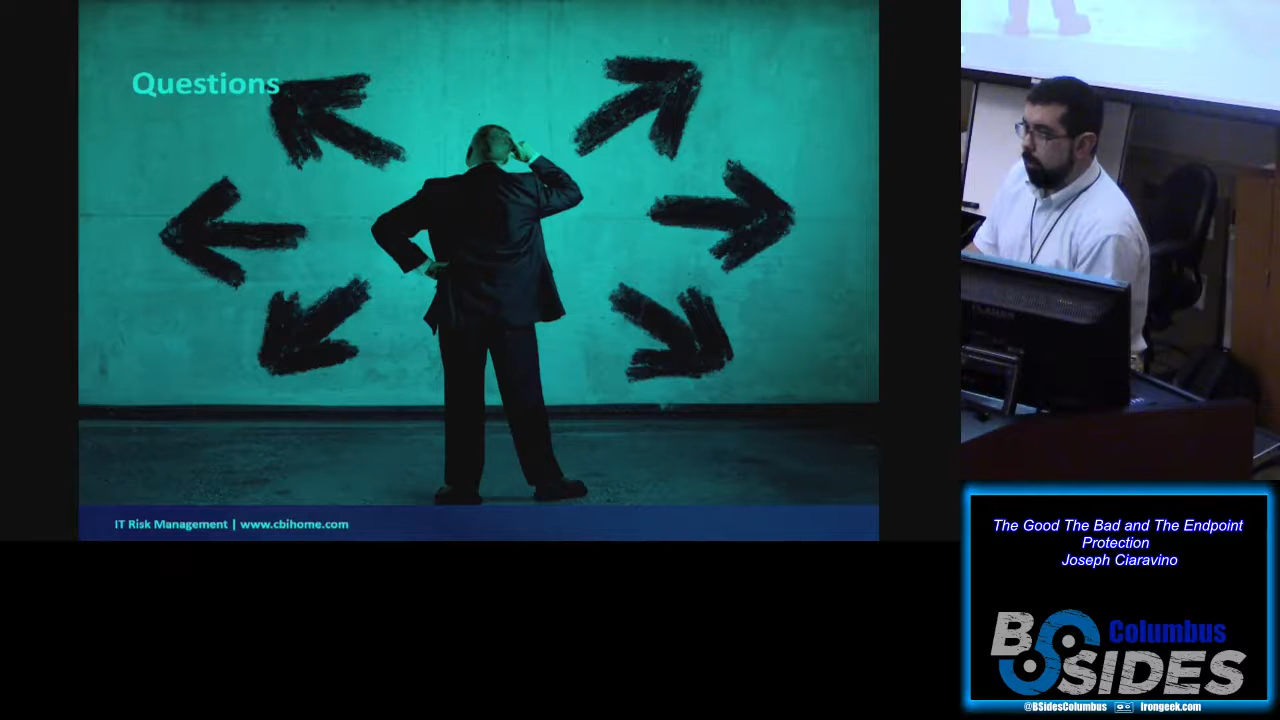 Questions
IT Risk Management | www.cbihome.com
The Good The Bad and The Endpoint
Protection
Joseph Ciaravino
BSIDES
Columbus
@BSidesColumbus Irongeek.com